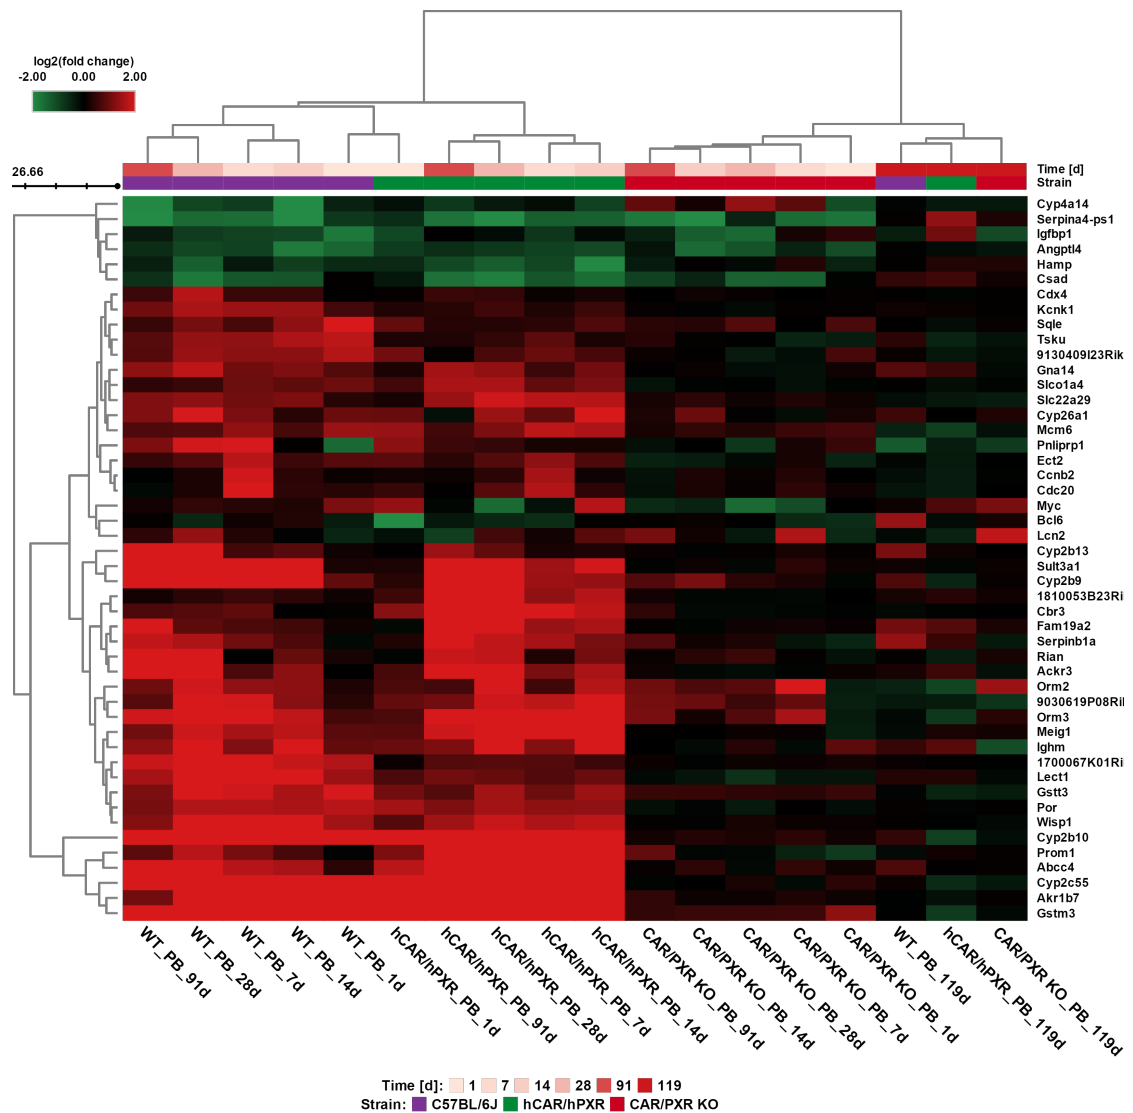 log2(fold change)
-2.00 0.00 2.00
26.66
Time [d]
Strain
Cyp4a14
Serpina4-ps1
Igfbp1
Angptl4
Hamp
Csad
Cdx4
Kcnk1
Sqle
Tsku
9130409I23Rik
Gna14
Slco1a4
Slc22a29
Cyp26a1
Mcm6
Pnliprp1
Ect2
Ccnb2
Cdc20
Myc
Bcl6
Lcn2
Cyp2b13
Sult3a1
Cyp2b9
1810053B23Ri
Cbr3
Fam19a2
Serpinb1a
Rian
Ackr3
Orm2
9030619P08Ri
Orm3
Meig1
Ighm
1700067K01Ri
Lect1
Gstt3
Por
Wisp1
Cyp2b10
Prom1
Abcc4
Cyp2c55
Akr1b7
Gstm3
WT_PB_91d
WT_PB_28d
WT_PB_7d
WT_PB_14d
WT_PB_1d
hCAR/hPXR_PB_1d
hCAR/hPXR_PB_91d
hCAR/hPXR_PB_28d
hCAR/hPXR_PB_7d
hCAR/hPXR_PB_14d
CAR/PXR KO_PB_91d
CAR/PXR KO_PB_14d
CAR/PXR KO_PB_28d
CAR/PXR KO_PB_7d
CAR/PXR KO_PB_1d
WT_PB_119d
hCAR/hPXR_PB_119d
CAR/PXR KO_PB_119d
Time [d]: 1 7 14 28 91 119
Strain: C57BL/6J hCAR/hPXR CAR/PXR KO